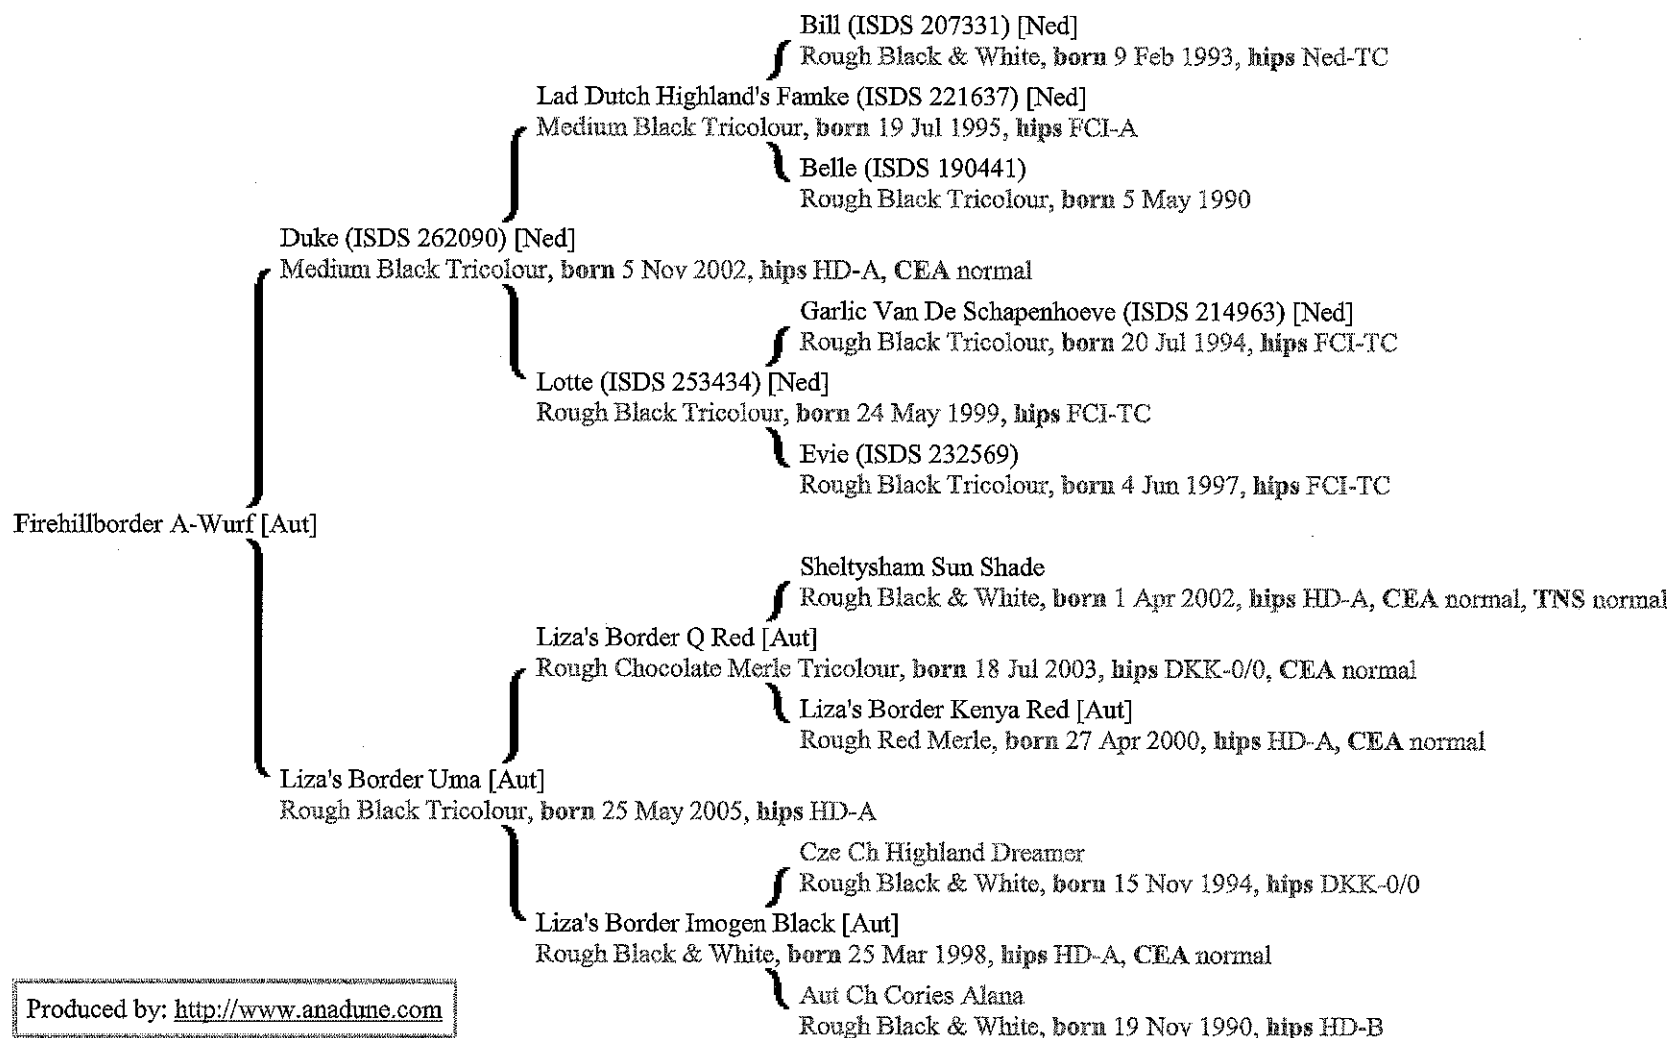 Bill (ISDS 207331) [Ned]
Rough Black & White, born 9 Feb 1993, hips Ned-TC
Lad Dutch Highland's Famke (ISDS 221637) [Ned]
Medium Black Tricolour, born 19 Jul 1995, hips FCI-A
Belle (ISDS 190441)
Rough Black Tricolour, born 5 May 1990
Duke (ISDS 262090) [Ned]
Medium Black Tricolour, born 5 Nov 2002, hips HD-A, CEA normal
Garlic Van De Schapenhoeve (ISDS 214963) [Ned]
Rough Black Tricolour, born 20 Jul 1994, hips FCI-TC
Lotte (ISDS 253434) [Ned]
Rough Black Tricolour, born 24 May 1999, hips FCI-TC
Evie (ISDS 232569)
Rough Black Tricolour, born 4 Jun 1997, hips FCI-TC
Firehillborder A-Wurf [Aut]
Sheltysham Sun Shade
Rough Black & White, born 1 Apr 2002, hips HD-A, CEA normal, TNS normal
Liza's Border Q Red [Aut]
Rough Chocolate Merle Tricolour, born 18 Jul 2003, hips DKK-0/0, CEA normal
Liza's Border Kenya Red [Aut]
Rough Red Merle, born 27 Apr 2000, hips HD-A, CEA normal
Liza's Border Uma [Aut]
Rough Black Tricolour, born 25 May 2005, hips HD-A
Cze Ch Highland Dreamer
Rough Black & White, born 15 Nov 1994, hips DKK-0/0
Liza's Border Imogen Black [Aut]
Rough Black & White, born 25 Mar 1998, hips HD-A, CEA normal
Aut Ch Cories Alana
Rough Black & White, born 19 Nov 1990, hips HD-B
Produced by: http://www.anadune.com